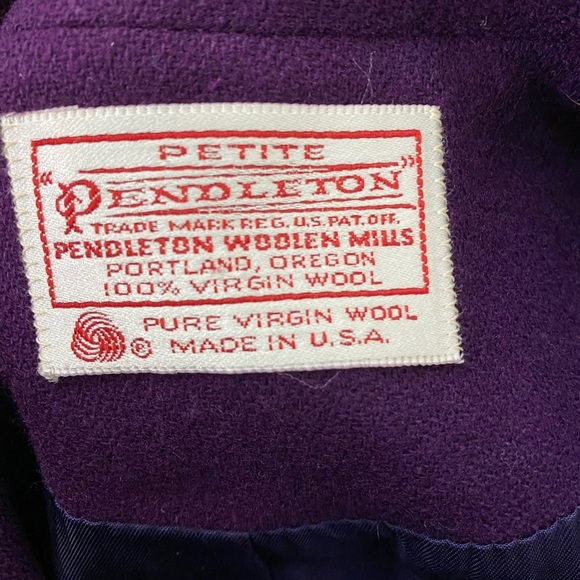 PETITE
"PENDLETON"
TRADE MARK REG. U.S. PAT. OFF.
PENDLETON WOOLEN MILLS
PORTLAND, OREGON
100% VIRGIN WOOL
PURE VIRGIN WOOL
© MADE IN U.S.A.